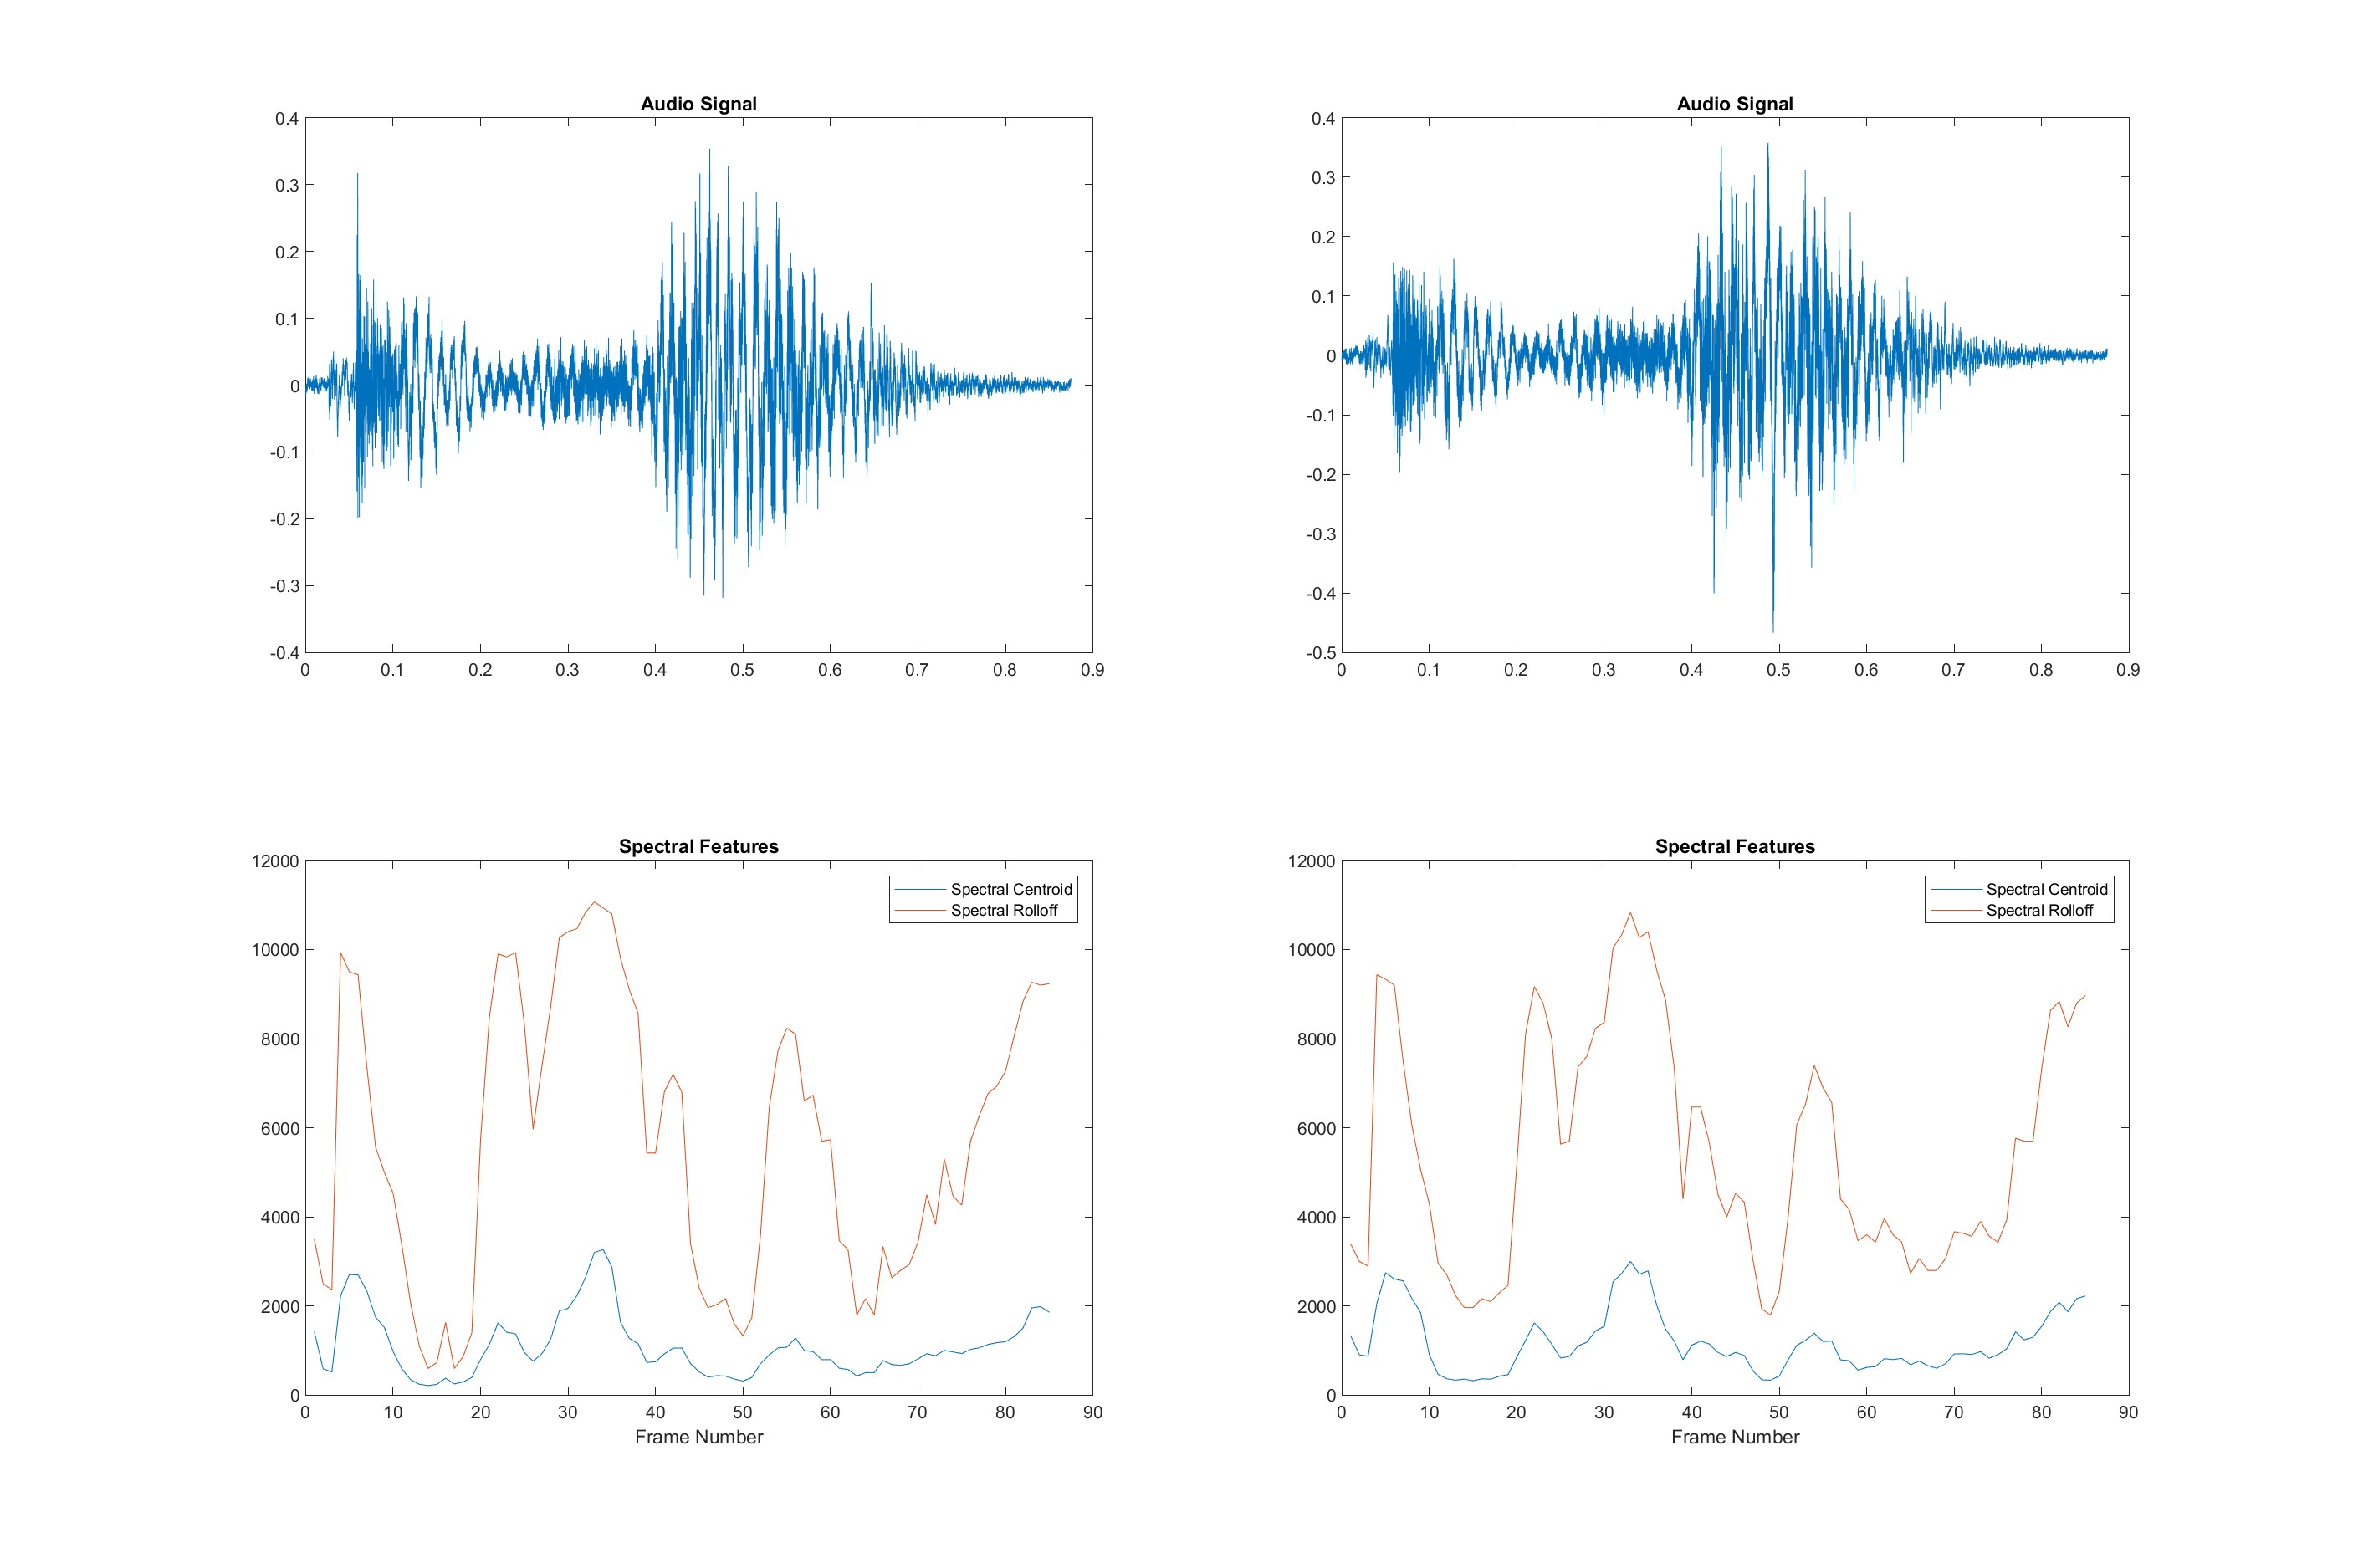 Audio Signal
0.4
0.3
0.2
0.1
0
-0.1
-0.2
-0.3
-0.4
0 0.1 0.2 0.3 0.4 0.5 0.6 0.7 0.8 0.9
Audio Signal
0.4
0.3
0.2
0.1
0
-0.1
-0.2
-0.3
-0.4
-0.5
0 0.1 0.2 0.3 0.4 0.5 0.6 0.7 0.8 0.9
Spectral Features
12000
10000
8000
6000
4000
2000
0
Spectral Centroid
Spectral Rolloff
0 10 20 30 40 50 60 70 80 90
Frame Number
Spectral Features
12000
10000
8000
6000
4000
2000
0
Spectral Centroid
Spectral Rolloff
0 10 20 30 40 50 60 70 80 90
Frame Number